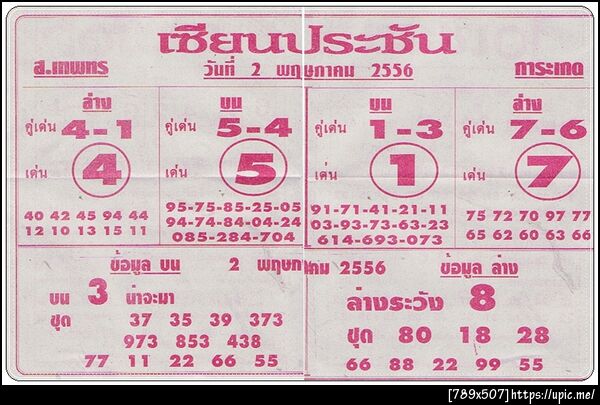 เซียนประชัน
ส.เทพทร วันที่ 2 พฤษภาคม 2556 การะเกด
ล่าง บน บน ล่าง
คู่เด่น 4-1 คู่เด่น 5-4 คู่เด่น 1-3 คู่เด่น 7-6
เด่น 4 เด่น 5 เด่น 1 เด่น 7
40 42 45 94 44 95-75-85-25-05 91-71-41-21-11 75 72 70 97 77
12 10 13 15 11 94-74-84-04-24 03-93-73-63-23 65 62 60 63 66
085-284-704 614-693-073
ข้อมูล บน 2 พฤษภาคม 2556 ข้อมูล ล่าง
บน 3 น่าจะมา ล่างระวัง 8
ชุด 37 35 39 373 ชุด 80 18 28
973 853 438
77 11 22 66 55 66 88 22 99 55
[789x507]https://upic.me/